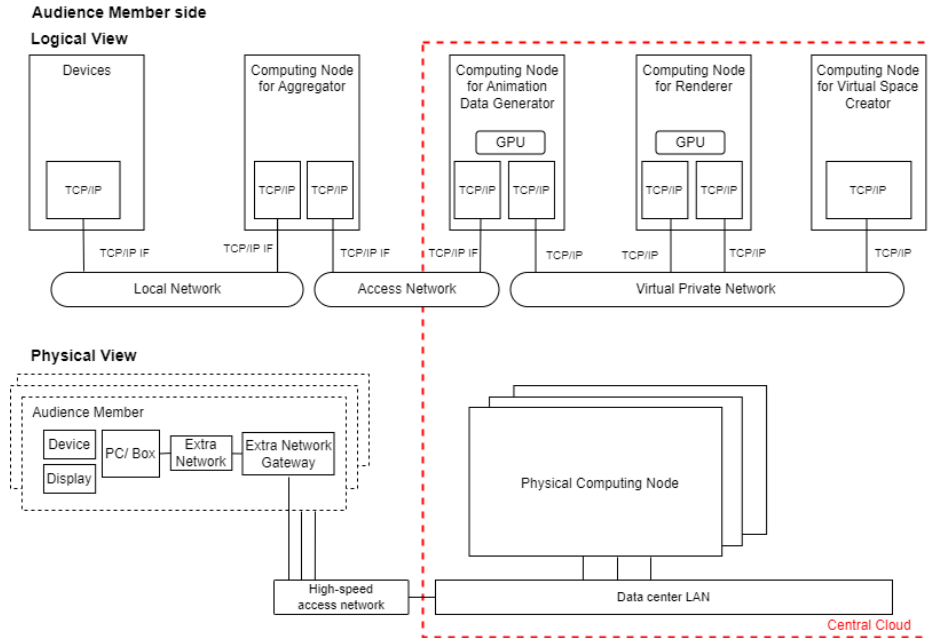 Audience Member side
Logical View
Devices
TCP/IP
Computing Node
for Aggregator
TCP/IP
TCP/IP
Computing Node
for Animation
Data Generator
GPU
TCP/IP
TCP/IP
Computing Node
for Renderer
GPU
TCP/IP
TCP/IP
Computing Node
for Virtual Space
Creator
TCP/IP
TCP/IP IF
TCP/IP IF
TCP/IP IF
TCP/IP IF
TCP/IP
TCP/IP
TCP/IP
TCP/IP
Local Network
Access Network
Virtual Private Network
Physical View
Audience Member
Device
Display
PC/ Box
Extra
Network
Extra Network
Gateway
Physical Computing Node
High-speed
access network
Data center LAN
Central Cloud